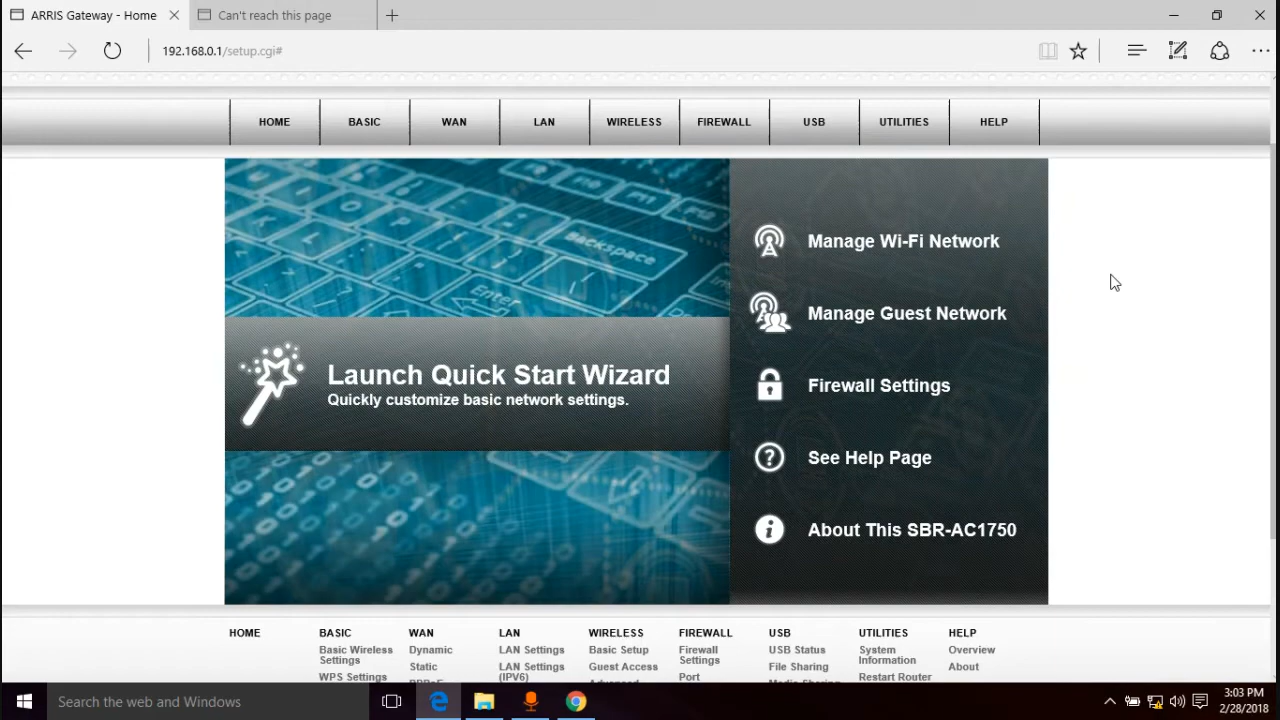 ARRIS Gateway - Home
Can't reach this page
192.168.0.1/setup.cgi#
HOME BASIC WAN LAN WIRELESS FIREWALL USB UTILITIES HELP
Backspace
Enter
Launch Quick Start Wizard
Quickly customize basic network settings.
Manage Wi-Fi Network
Manage Guest Network
Firewall Settings
See Help Page
About This SBR-AC1750
HOME
BASIC
Basic Wireless
Settings
WPS Settings
WAN
Dynamic
Static
LAN
LAN Settings
LAN Settings
(IPV6)
WIRELESS
Basic Setup
Guest Access
FIREWALL
Firewall
Settings
Port
USB
USB Status
File Sharing
UTILITIES
System
Information
Restart Router
HELP
Overview
About
Search the web and Windows
3:03 PM
2/28/2018